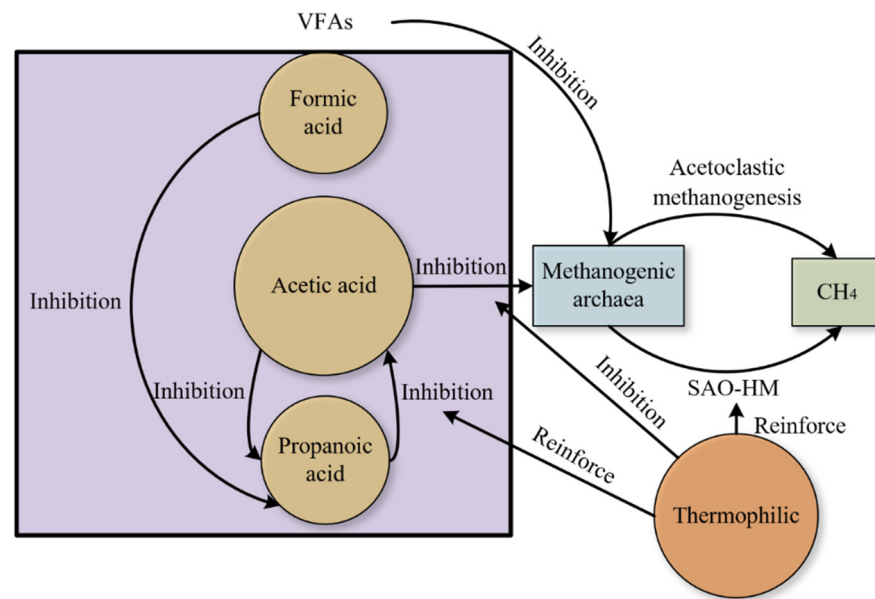 VFAs
Inhibition
Formic
acid
Acetoclastic
methanogenesis
Inhibition
Acetic acid
Inhibition
Methanogenic
archaea
CH₄
Inhibition
Inhibition
Inhibition
SAO-HM
Reinforce
Propanoic
acid
Reinforce
Thermophilic